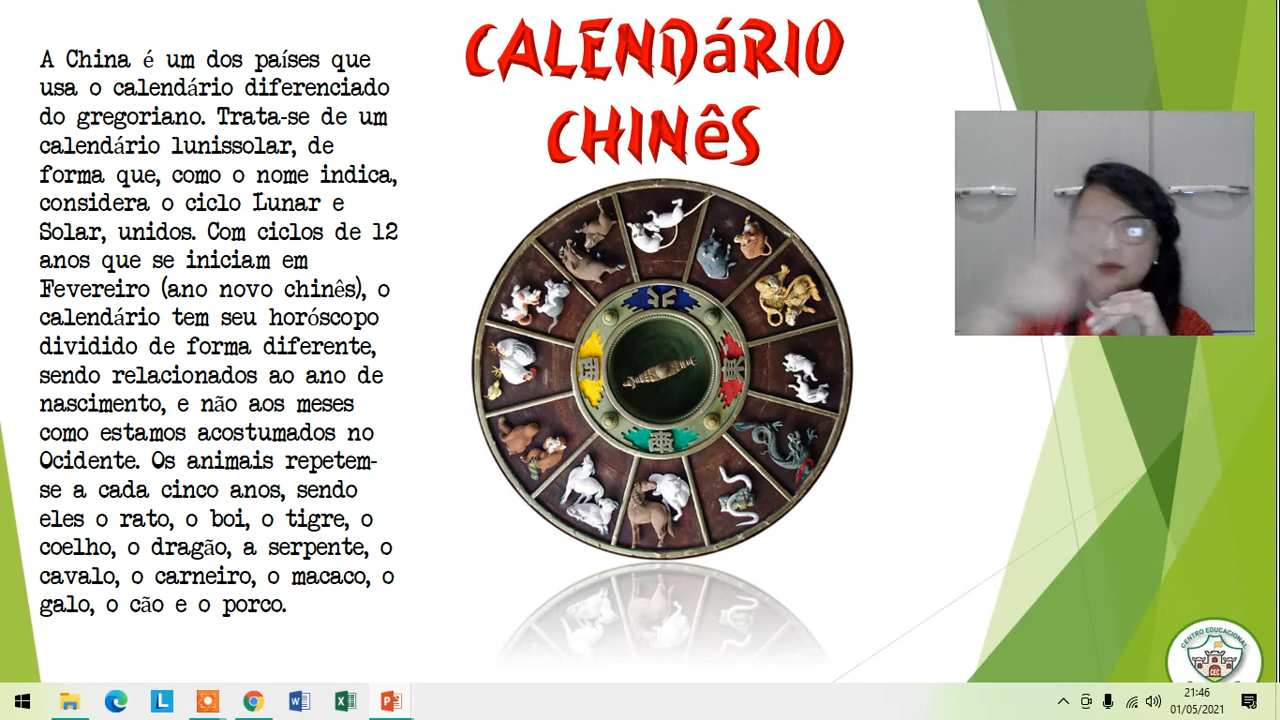 CALENDáRIO
CHINêS
A China é um dos países que
usa o calendário diferenciado
do gregoriano. Trata-se de um
calendário lunissolar, de
forma que, como o nome indica,
considera o ciclo Lunar e
Solar, unidos. Com ciclos de 12
anos que se iniciam em
Fevereiro (ano novo chinês), o
calendário tem seu horóscopo
dividido de forma diferente,
sendo relacionados ao ano de
nascimento, e não aos meses
como estamos acostumados no
Ocidente. Os animais repetem-
se a cada cinco anos, sendo
eles o rato, o boi, o tigre, o
coelho, o dragão, a serpente, o
cavalo, o carneiro, o macaco, o
galo, o cão e o porco.
CENTRO EDUCACIONAL
CEC
21:46
01/05/2021